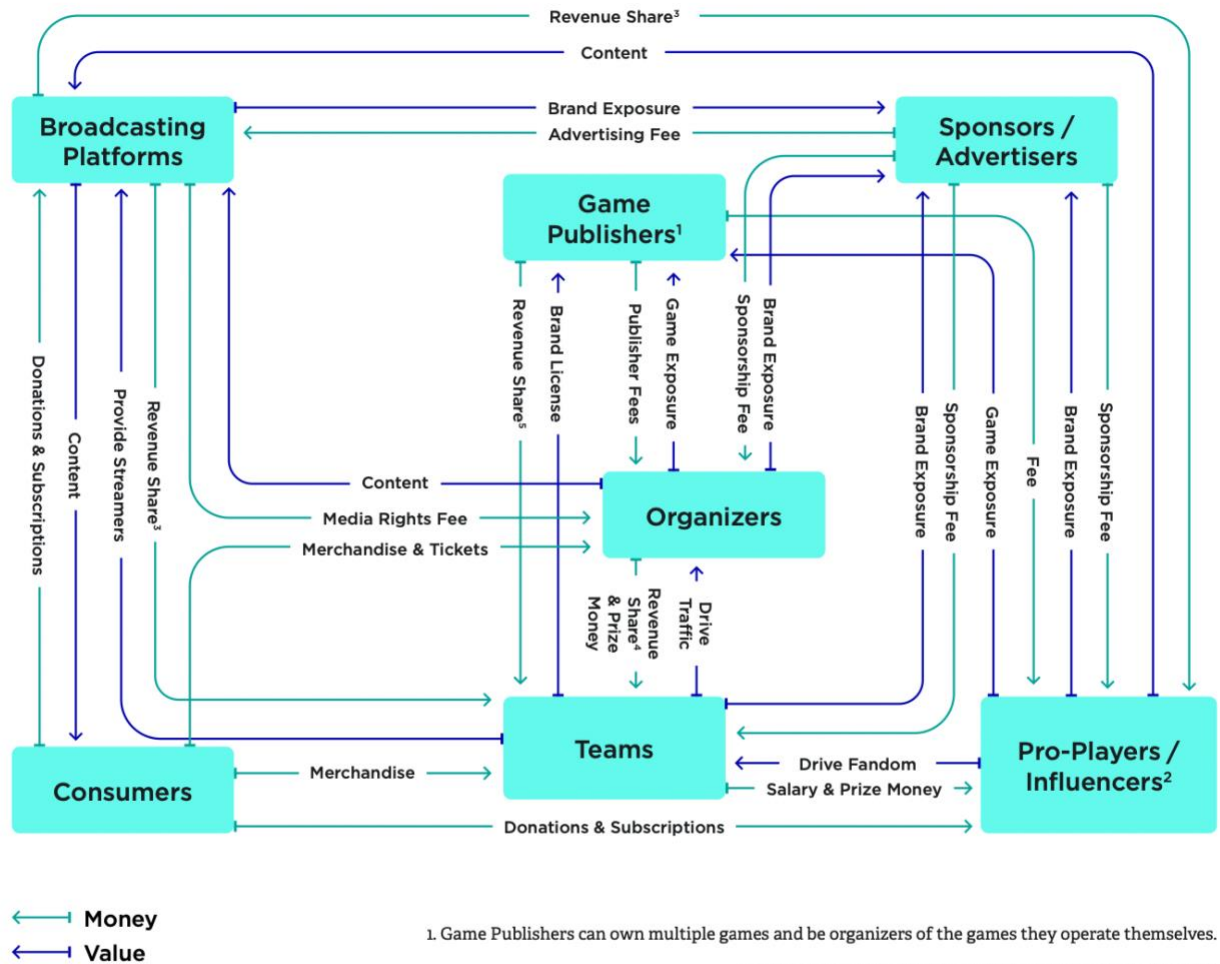 Revenue Share³
Content
Broadcasting
Platforms
Brand Exposure
Advertising Fee
Sponsors /
Advertisers
Game
Publishers¹
Donations & Subscriptions
Content
Provide Streamers
Revenue Share³
Revenue Share⁵
Brand License
Publisher Fees
Game Exposure
Sponsorship Fee
Brand Exposure
Brand Exposure
Sponsorship Fee
Game Exposure
Fee
Brand Exposure
Sponsorship Fee
Content
Media Rights Fee
Merchandise & Tickets
Organizers
Revenue
Share⁴
& Prize
Money
Drive
Traffic
Teams
Pro-Players /
Influencers²
Consumers
Merchandise
Drive Fandom
Salary & Prize Money
Donations & Subscriptions
Money
Value
1. Game Publishers can own multiple games and be organizers of the games they operate themselves.